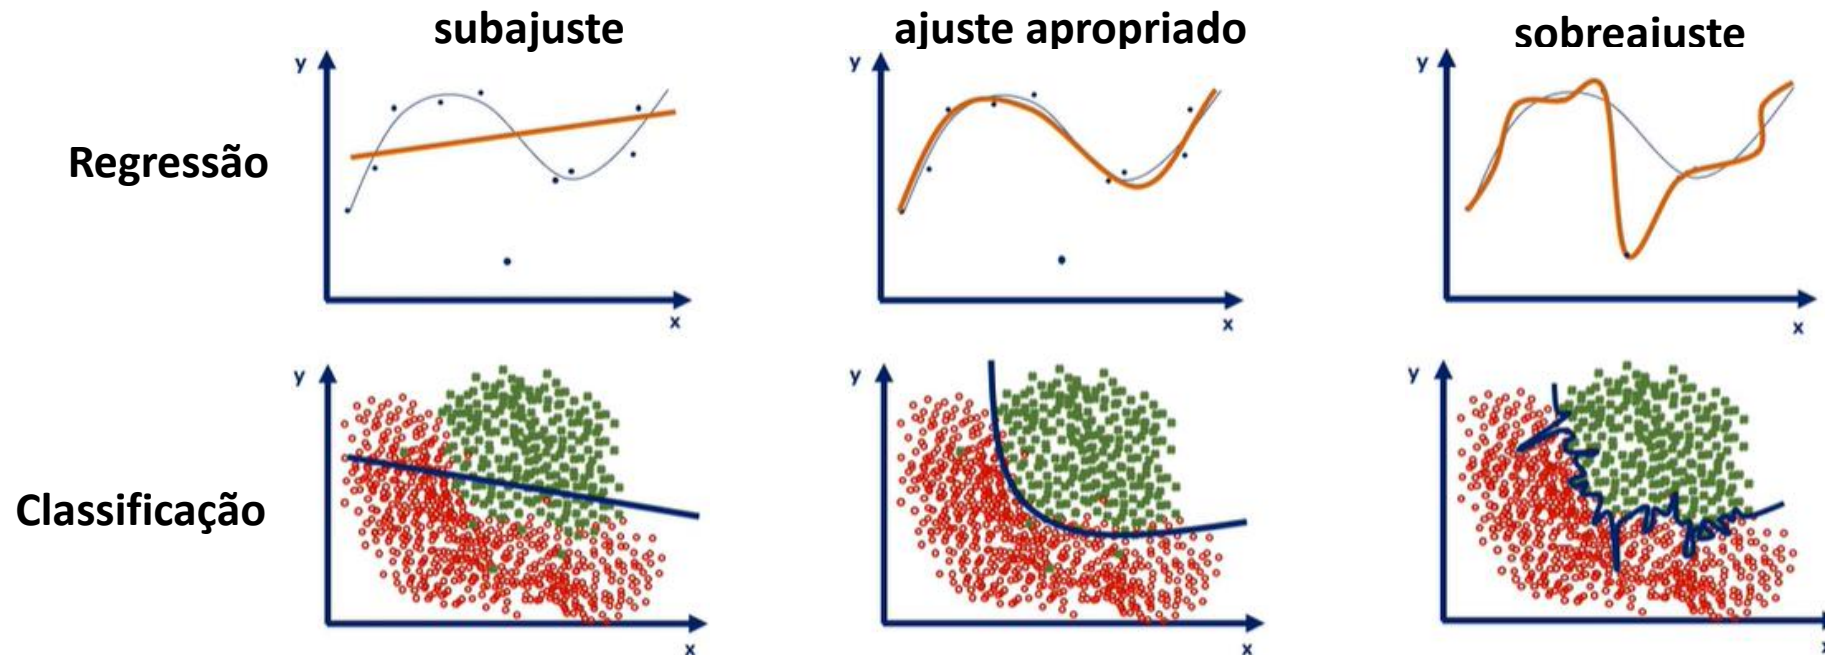 subajuste
ajuste apropriado
sobreajuste
Regressão
y
x
y
x
y
x
Classificação
y
x
y
x
y
x